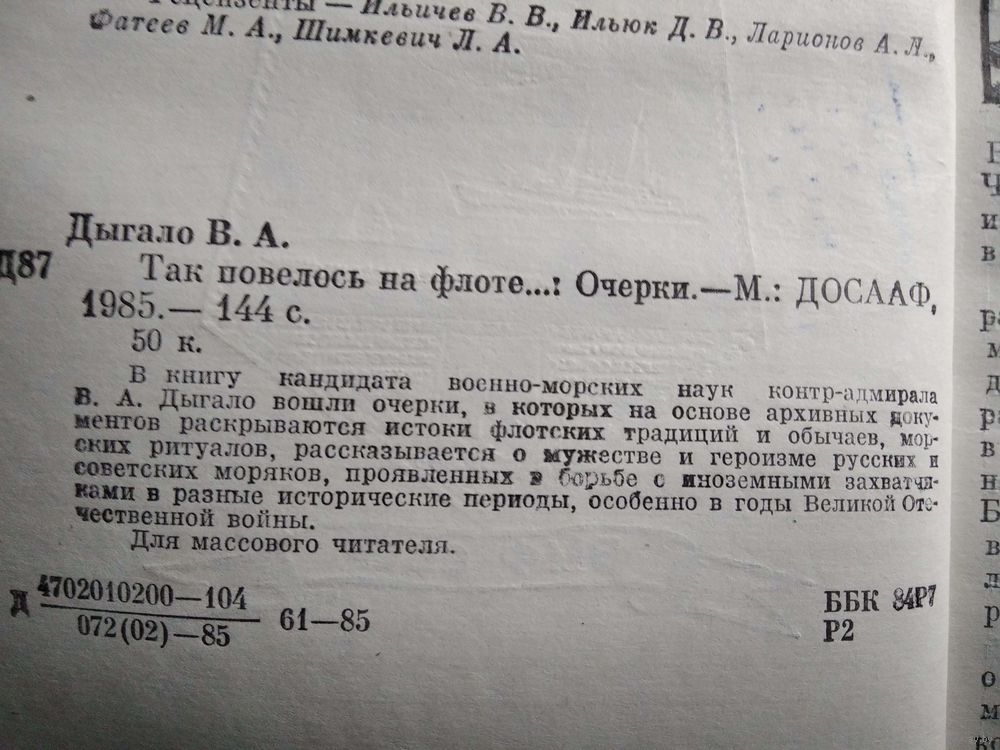 Рецензенты — Ильичев В. В., Ильюк Д. В., Ларионов А. Л.,
Фатеев М. А., Шимкевич Л. А.
Дыгало В. А.
Д87
Так повелось на флоте...: Очерки.—М.: ДОСААФ,
1985.— 144 с.
50 к.
В книгу кандидата военно-морских наук контр-адмирала
В. А. Дыгало вошли очерки, в которых на основе архивных доку-
ментов раскрываются истоки флотских традиций и обычаев, мор-
ских ритуалов, рассказывается о мужестве и героизме русских и
советских моряков, проявленных в борьбе с иноземными захватчи-
ками в разные исторические периоды, особенно в годы Великой Оте-
чественной войны.
Для массового читателя.
Д 4702010200—104
072(02)—85
61—85
ББК 84Р7
Р2